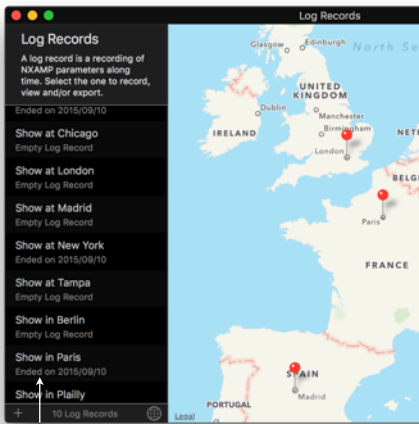 Log Records
Log Records
A log record is a recording of
NXAMP parameters along
time. Select the one to record,
view and/or export.
Ended on 2015/09/10
Show at Chicago
Empty Log Record
Show at London
Empty Log Record
Show at Madrid
Empty Log Record
Show at New York
Ended on 2015/09/10
Show at Tampa
Empty Log Record
Show in Berlin
Empty Log Record
Show in Paris
Ended on 2015/09/10
Show in Plailly
+ 10 Log Records
Legal
Glasgow
Edinburgh
North Se
UNITED
KINGDOM
Dublin
Manchester
IRELAND
Birmingham
NET
London
BELG
Paris
FRANCE
SPAIN
Madrid
PORTUGAL